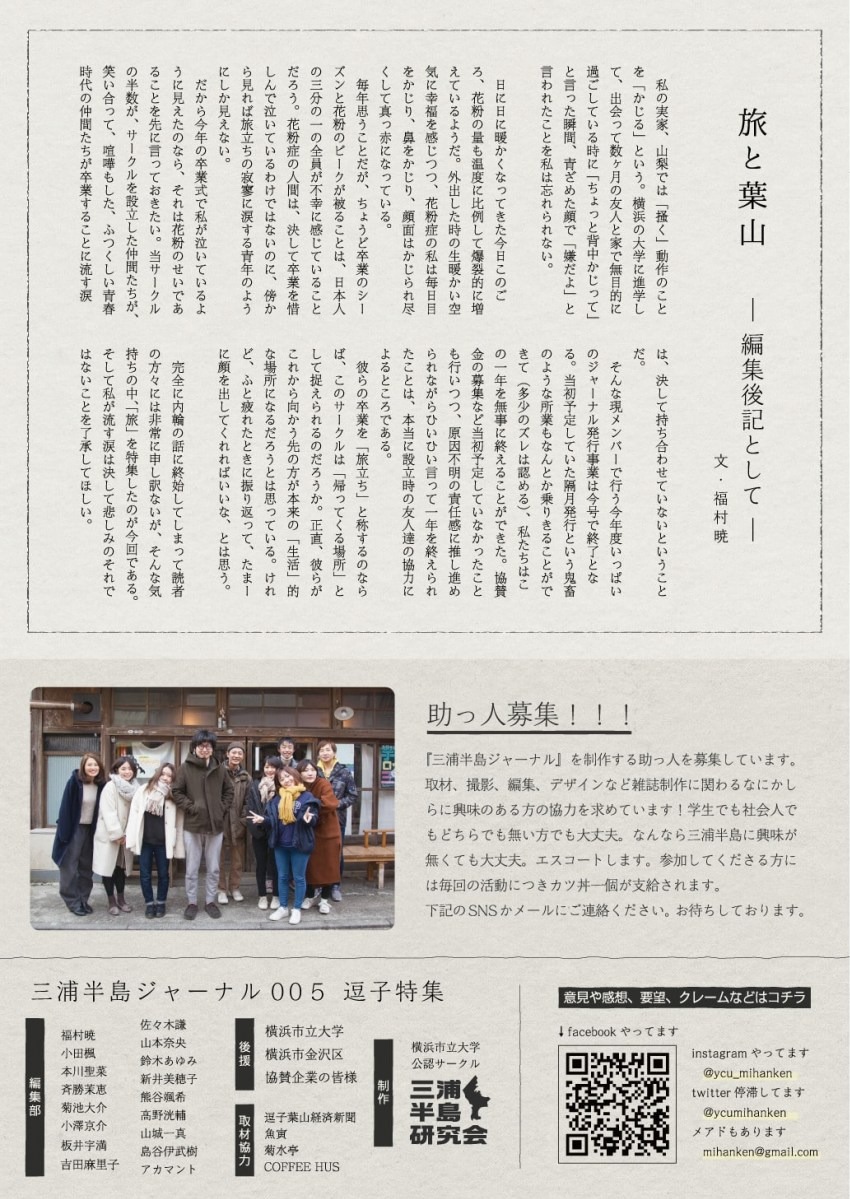 旅と葉山　―編集後記として―
文・福村暁
私の実家、山梨では「搔く」動作のこと
を「かじる」という。横浜の大学に進学し
て、出会って数ヶ月の友人と家で無目的に
過ごしている時に「ちょっと背中かじって」
と言った瞬間、青ざめた顔で「嫌だよ」と
言われたことを私は忘れられない。
日に日に暖かくなってきた今日このご
ろ、花粉の量も温度に比例して爆裂的に増
えているようだ。外出した時の生暖かい空
気に幸福を感じつつ、花粉症の私は毎日目
をかじり、鼻をかじり、顔面はかじられ尽
くして真っ赤になっている。
毎年思うことだが、ちょうど卒業のシー
ズンと花粉のピークが被ることは、日本人
の三分の一の全員が不幸に感じていること
だろう。花粉症の人間は、決して卒業を惜
しんで泣いているわけではないのに、傍か
ら見れば旅立ちの寂寥に涙する青年のよう
にしか見えない。
だから今年の卒業式で私が泣いているよ
うに見えたのなら、それは花粉のせいであ
ることを先に言っておきたい。当サークル
の半数が、サークルを設立した仲間たちが、
笑い合って、喧嘩もした、ふつくしい青春
時代の仲間たちが卒業することに流す涙
は、決して持ち合わせていないということ
だ。
そんな現メンバーで行う今年度いっぱい
のジャーナル発行事業は今号で終了とな
る。当初予定していた隔月発行という鬼畜
のような所業もなんとか乗りきることがで
きて（多少のズレは認める）、私たちはこ
の一年を無事に終えることができた。協賛
金の募集など当初予定していなかったこと
も行いつつ、原因不明の責任感に推し進め
られながらひいひい言って一年を終えられ
たことは、本当に設立時の友人達の協力に
よるところである。
彼らの卒業を「旅立ち」と称するのなら
ば、このサークルは「帰ってくる場所」と
して捉えられるのだろうか。正直、彼らが
これから向かう先の方が本来の「生活」的
な場所になるだろうとは思っている。けれ
ど、ふと疲れたときに振り返って、たまー
に顔を出してくれればいいな、とは思う。
完全に内輪の話に終始してしまって読者
の方々には非常に申し訳ないが、そんな気
持ちの中、「旅」を特集したのが今回である。
そして私が流す涙は決して悲しみのそれで
はないことを了承してほしい。
助っ人募集！！！
『三浦半島ジャーナル』を制作する助っ人を募集しています。
取材、撮影、編集、デザインなど雑誌制作に関わるなにかし
らに興味のある方の協力を求めています！学生でも社会人で
もどちらでも無い方でも大丈夫。なんなら三浦半島に興味が
無くても大丈夫。エスコートします。参加してくださる方に
は毎回の活動につきカツ丼一個が支給されます。
下記のSNSかメールにご連絡ください。お待ちしております。
三浦半島ジャーナル005 逗子特集
編集部
福村暁
小田楓
本川聖菜
斉勝茉恵
菊池大介
小澤京介
板井宇満
吉田麻里子
佐々木謙
山本奈央
鈴木あゆみ
新井美穂子
熊谷颯希
高野洸輔
山城一真
島谷伊武樹
アカマント
後援
横浜市立大学
横浜市金沢区
協賛企業の皆様
取材協力
逗子葉山経済新聞
魚寅
菊水亭
COFFEE HUS
制作
横浜市立大学
公認サークル
三浦
半島
研究会
意見や感想、要望、クレームなどはコチラ
↓facebook やってます
instagram やってます
@ycu_mihanken
twitter 停滞してます
@ycumihanken
メアドもあります
mihanken@gmail.com